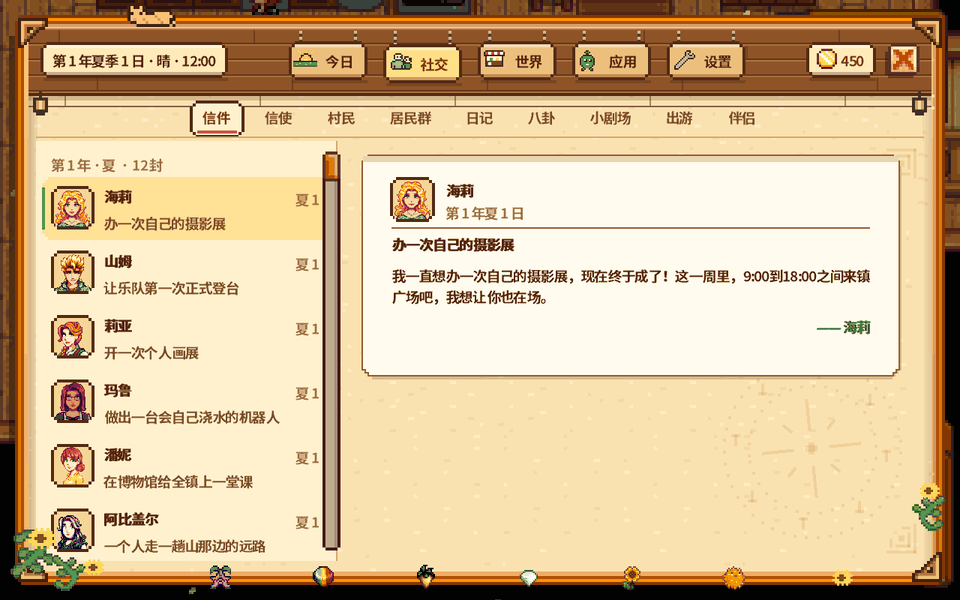 第1年夏季1日·晴·12:00
今日
社交
世界
应用
设置
450
信件
信使
村民
居民群
日记
八卦
小剧场
出游
伴侣
第1年·夏 · 12封
海莉
夏1
办一次自己的摄影展
山姆
夏1
让乐队第一次正式登台
莉亚
夏1
开一次个人画展
玛鲁
夏1
做出一台会自己浇水的机器人
潘妮
夏1
在博物馆给全镇上一堂课
阿比盖尔
夏1
一个人走一趟山那边的远路
海莉
第1年夏1日
办一次自己的摄影展
我一直想办一次自己的摄影展，现在终于成了！这一周里，9:00到18:00之间来镇
广场吧，我想让你也在场。
—— 海莉